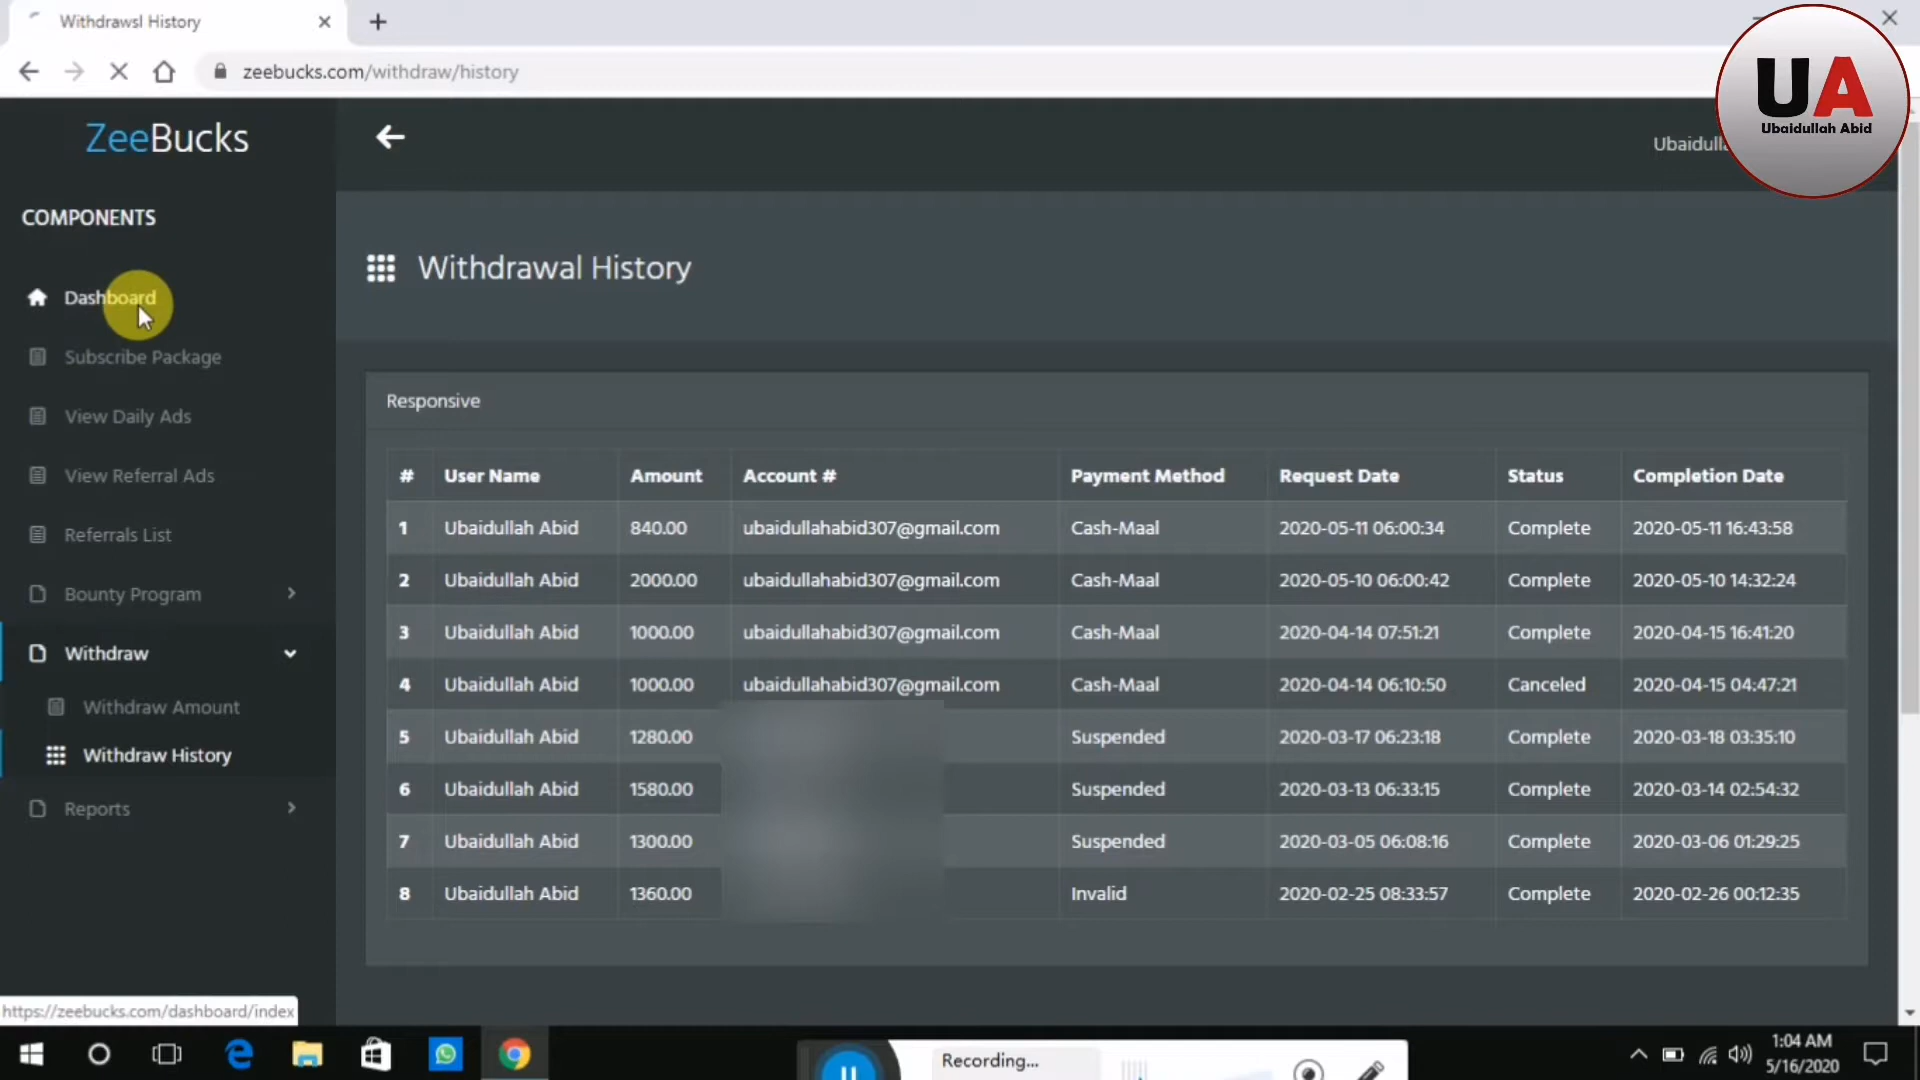 Withdrawsl History
zeebucks.com/withdraw/history
UA
Ubaidullah Abid
ZeeBucks
Ubaidulla
COMPONENTS
Withdrawal History
Dashboard
Subscribe Package
View Daily Ads
View Referral Ads
Referrals List
Bounty Program
Withdraw
Withdraw Amount
Withdraw History
Reports
Responsive
# User Name Amount Account # Payment Method Request Date Status Completion Date
1 Ubaidullah Abid 840.00 ubaidullahabid307@gmail.com Cash-Maal 2020-05-11 06:00:34 Complete 2020-05-11 16:43:58
2 Ubaidullah Abid 2000.00 ubaidullahabid307@gmail.com Cash-Maal 2020-05-10 06:00:42 Complete 2020-05-10 14:32:24
3 Ubaidullah Abid 1000.00 ubaidullahabid307@gmail.com Cash-Maal 2020-04-14 07:51:21 Complete 2020-04-15 16:41:20
4 Ubaidullah Abid 1000.00 ubaidullahabid307@gmail.com Cash-Maal 2020-04-14 06:10:50 Canceled 2020-04-15 04:47:21
5 Ubaidullah Abid 1280.00 Suspended 2020-03-17 06:23:18 Complete 2020-03-18 03:35:10
6 Ubaidullah Abid 1580.00 Suspended 2020-03-13 06:33:15 Complete 2020-03-14 02:54:32
7 Ubaidullah Abid 1300.00 Suspended 2020-03-05 06:08:16 Complete 2020-03-06 01:29:25
8 Ubaidullah Abid 1360.00 Invalid 2020-02-25 08:33:57 Complete 2020-02-26 00:12:35
https://zeebucks.com/dashboard/index
Recording...
1:04 AM
5/16/2020